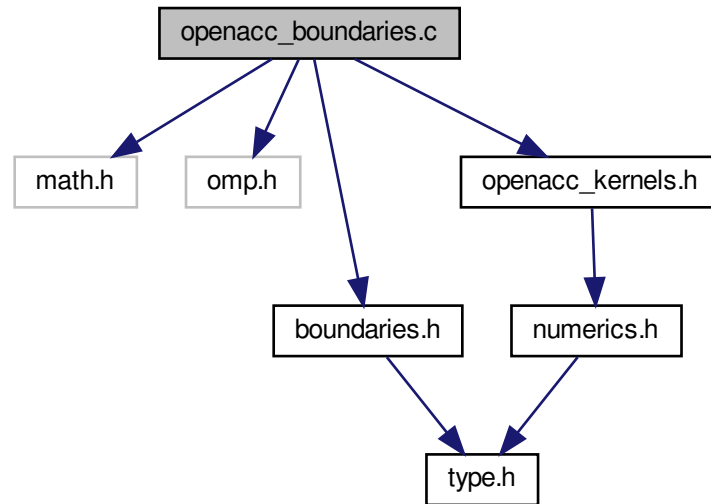 openacc_boundaries.c
math.h
omp.h
openacc_kernels.h
boundaries.h
numerics.h
type.h